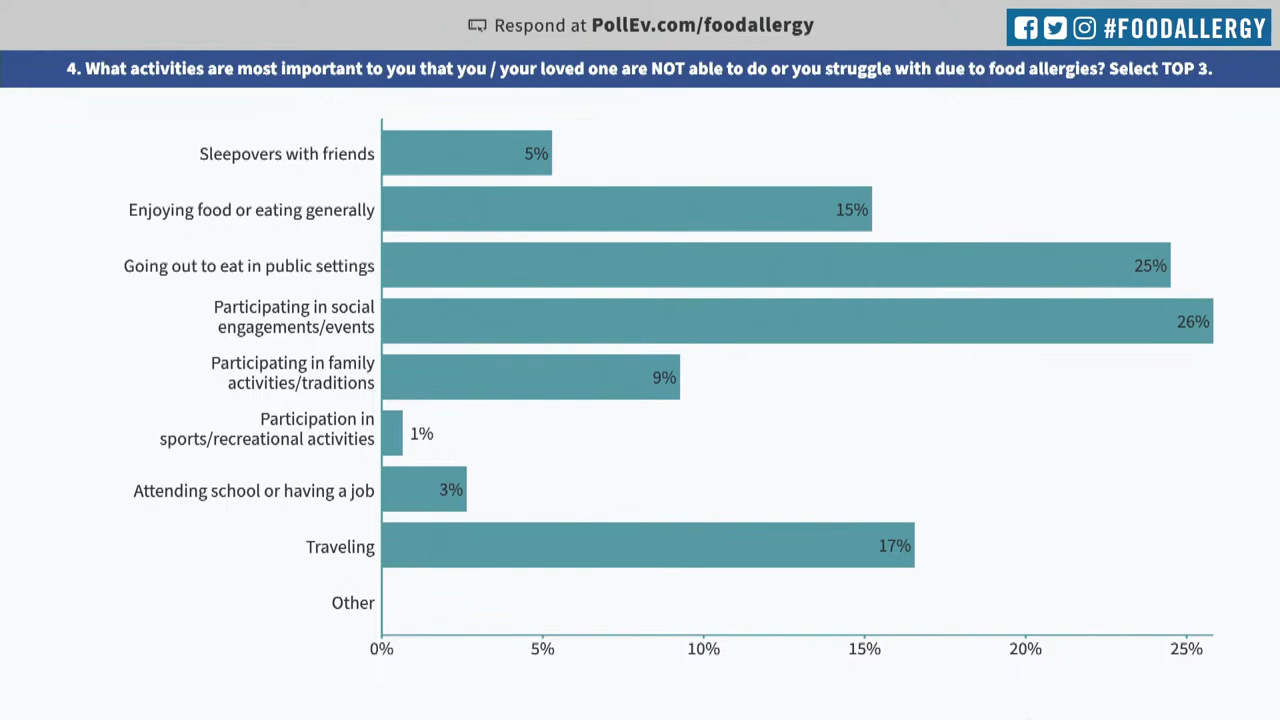 Respond at PollEv.com/foodallergy
#FOODALLERGY
4. What activities are most important to you that you / your loved one are NOT able to do or you struggle with due to food allergies? Select TOP 3.
Sleepovers with friends
5%
Enjoying food or eating generally
15%
Going out to eat in public settings
25%
Participating in social
engagements/events
26%
Participating in family
activities/traditions
9%
Participation in
sports/recreational activities
1%
Attending school or having a job
3%
Traveling
17%
Other
0% 5% 10% 15% 20% 25%